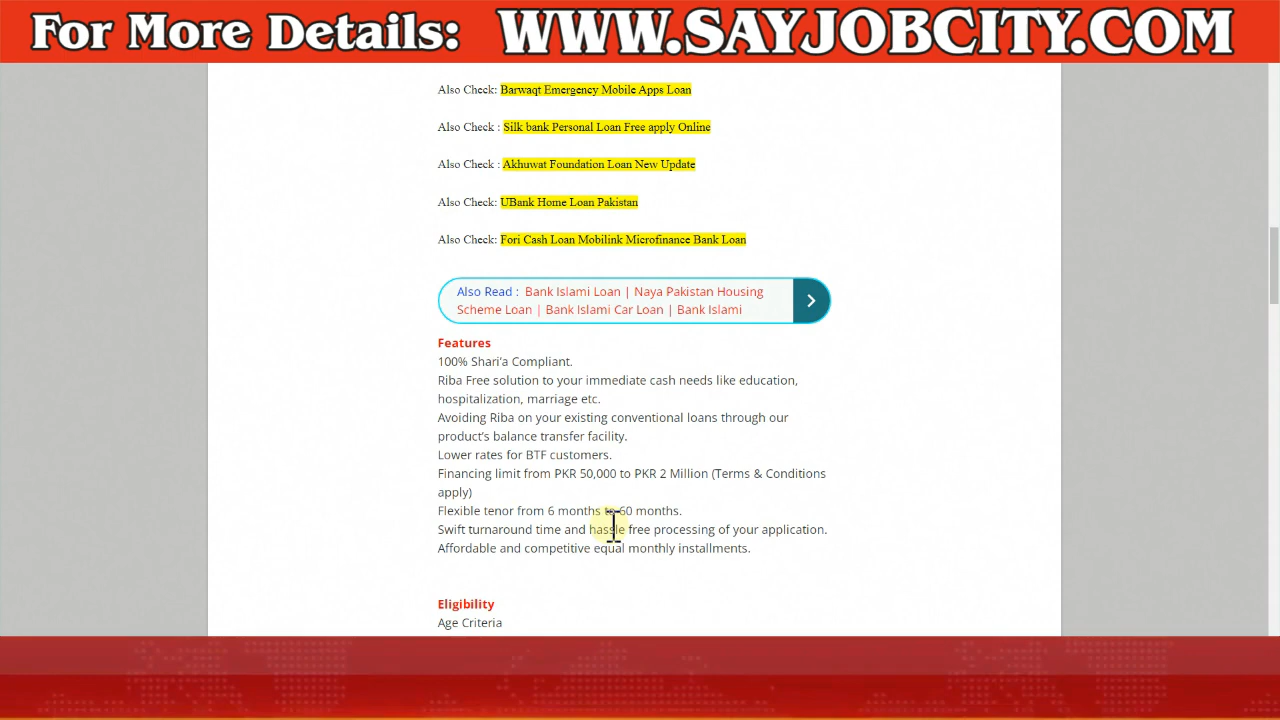 For More Details: WWW.SAYJOBCITY.COM
Also Check: Barwaqt Emergency Mobile Apps Loan
Also Check : Silk bank Personal Loan Free apply Online
Also Check : Akhuwat Foundation Loan New Update
Also Check: UBank Home Loan Pakistan
Also Check: Fori Cash Loan Mobilink Microfinance Bank Loan
Also Read : Bank Islami Loan | Naya Pakistan Housing
Scheme Loan | Bank Islami Car Loan | Bank Islami
Features
100% Shari’a Compliant.
Riba Free solution to your immediate cash needs like education,
hospitalization, marriage etc.
Avoiding Riba on your existing conventional loans through our
product’s balance transfer facility.
Lower rates for BTF customers.
Financing limit from PKR 50,000 to PKR 2 Million (Terms & Conditions
apply)
Flexible tenor from 6 months to 60 months.
Swift turnaround time and hassle free processing of your application.
Affordable and competitive equal monthly installments.
Eligibility
Age Criteria